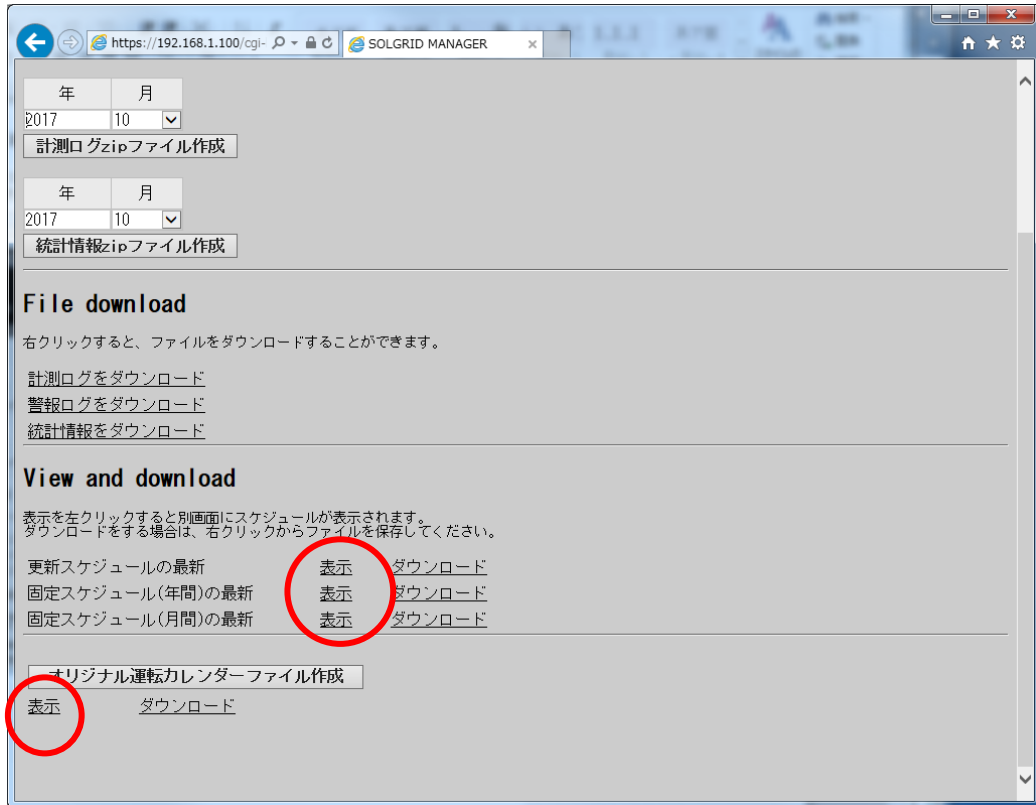 https://192.168.1.100/cgi-
SOLGRID MANAGER
年 月
2017 10
計測ログzipファイル作成
年 月
2017 10
統計情報zipファイル作成
File download
右クリックすると、ファイルをダウンロードすることができます。
計測ログをダウンロード
警報ログをダウンロード
統計情報をダウンロード
View and download
表示を左クリックすると別画面にスケジュールが表示されます。
ダウンロードをする場合は、右クリックからファイルを保存してください。
更新スケジュールの最新 表示 ダウンロード
固定スケジュール(年間)の最新 表示 ダウンロード
固定スケジュール(月間)の最新 表示 ダウンロード
オリジナル運転カレンダーファイル作成
表示 ダウンロード